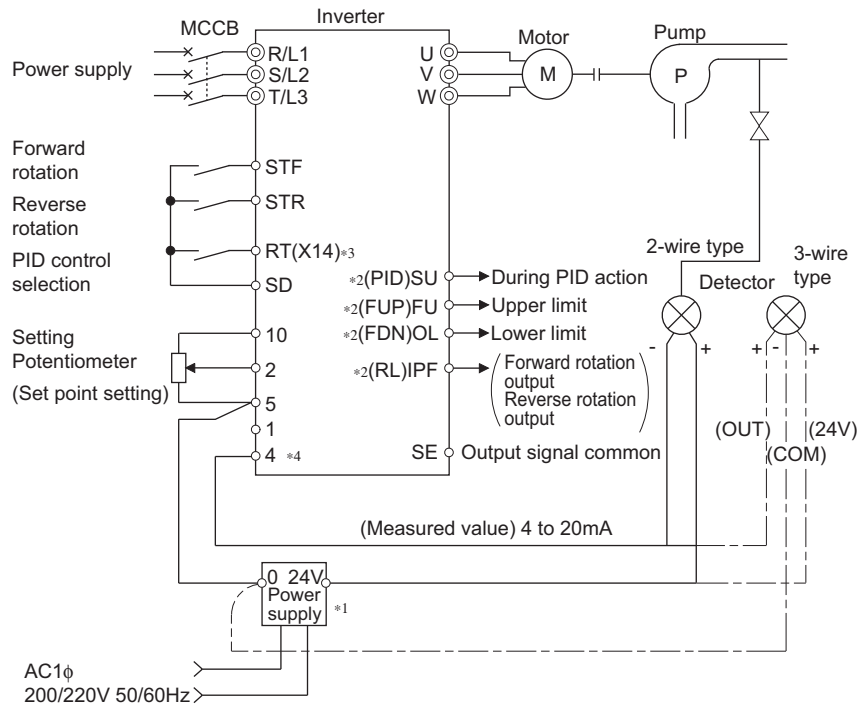 Inverter
MCCB
Motor
Pump
Power supply
R/L1
S/L2
T/L3
U
V
W
M
P
Forward
rotation
STF
Reverse
rotation
STR
PID control
selection
RT(X14)*3
SD
2-wire type
3-wire
type
Detector
*2(PID)SU
During PID action
*2(FUP)FU
Upper limit
*2(FDN)OL
Lower limit
*2(RL)IPF
Forward rotation
output
Reverse rotation
output
- +
+ - +
Setting
Potentiometer
(Set point setting)
10
2
5
1
4 *4
SE
Output signal common
(OUT)
(24V)
(COM)
(Measured value) 4 to 20mA
0 24V
Power
supply
*1
AC1ϕ
200/220V 50/60Hz